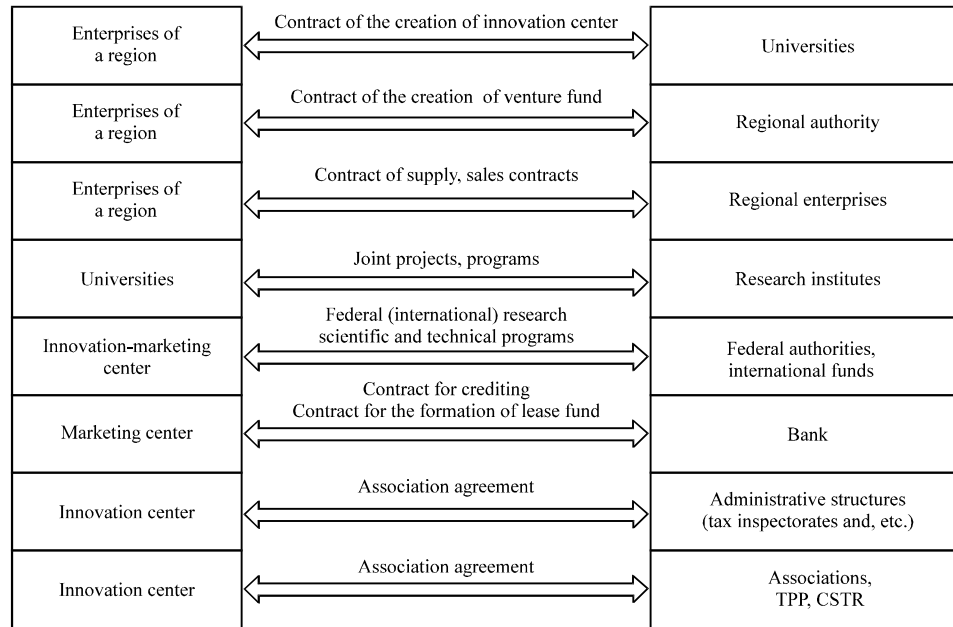 Enterprises of
a region
Contract of the creation of innovation center
Universities
Enterprises of
a region
Contract of the creation of venture fund
Regional authority
Enterprises of
a region
Contract of supply, sales contracts
Regional enterprises
Universities
Joint projects, programs
Research institutes
Innovation-marketing
center
Federal (international) research
scientific and technical programs
Federal authorities,
international funds
Marketing center
Contract for crediting
Contract for the formation of lease fund
Bank
Innovation center
Association agreement
Administrative structures
(tax inspectorates and, etc.)
Innovation center
Association agreement
Associations,
TPP, CSTR